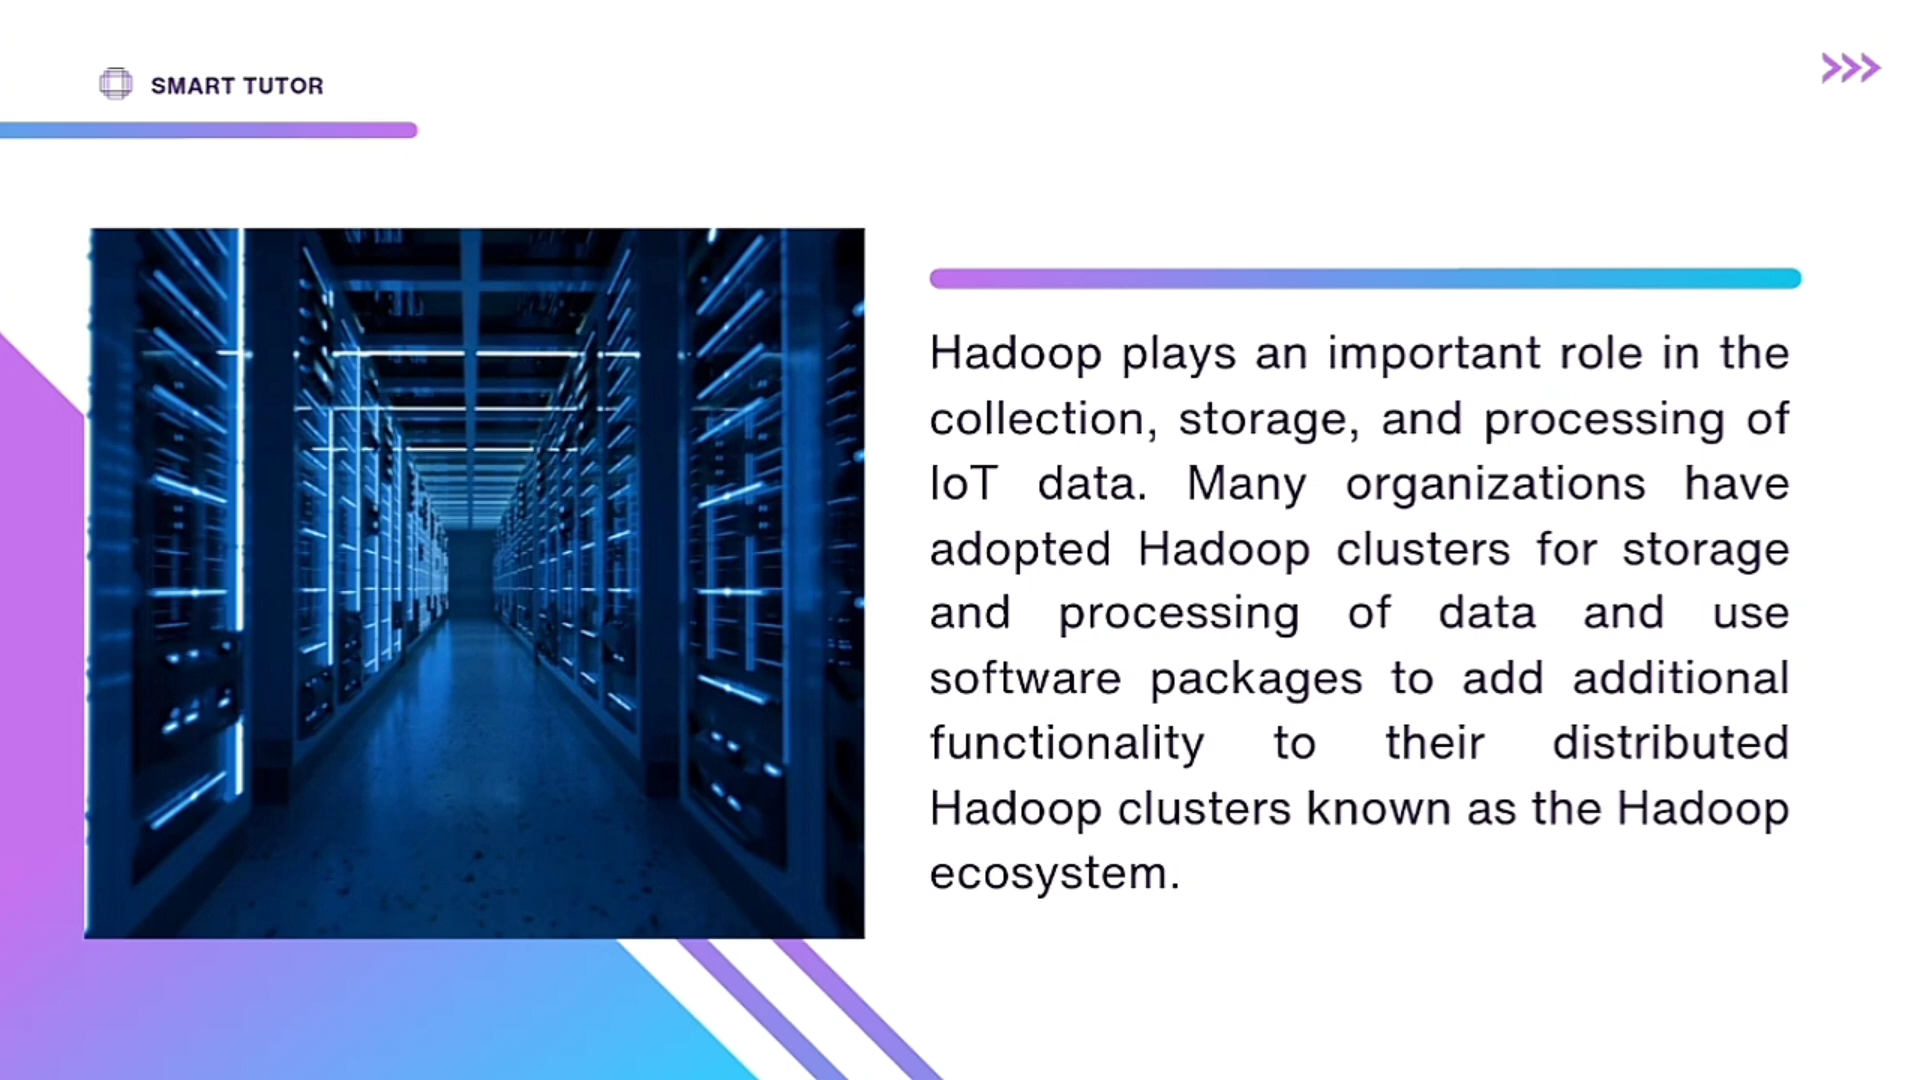 SMART TUTOR
Hadoop plays an important role in the
collection, storage, and processing of
IoT data. Many organizations have
adopted Hadoop clusters for storage
and processing of data and use
software packages to add additional
functionality to their distributed
Hadoop clusters known as the Hadoop
ecosystem.